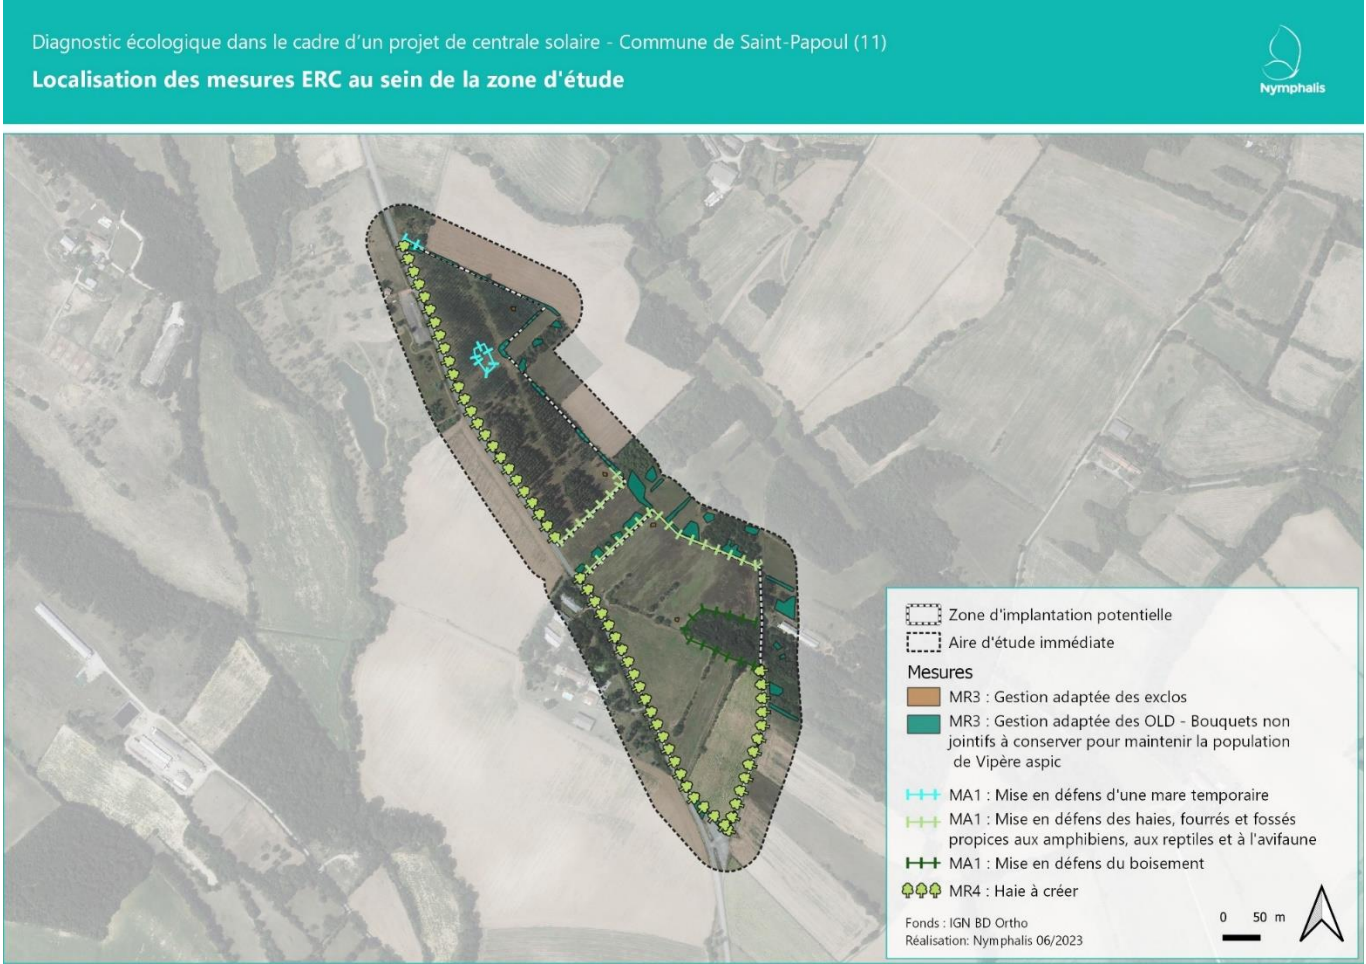 Diagnostic écologique dans le cadre d'un projet de centrale solaire - Commune de Saint-Papoul (11)
Localisation des mesures ERC au sein de la zone d'étude
Nymphalis
Zone d'implantation potentielle
Aire d'étude immédiate
Mesures
MR3 : Gestion adaptée des exclos
MR3 : Gestion adaptée des OLD - Bouquets non
jointifs à conserver pour maintenir la population
de Vipère aspic
MA1 : Mise en défens d'une mare temporaire
MA1 : Mise en défens des haies, fourrés et fossés
propices aux amphibiens, aux reptiles et à l'avifaune
MA1 : Mise en défens du boisement
MR4 : Haie à créer
Fonds : IGN BD Ortho
Réalisation: Nymphalis 06/2023
0 50 m